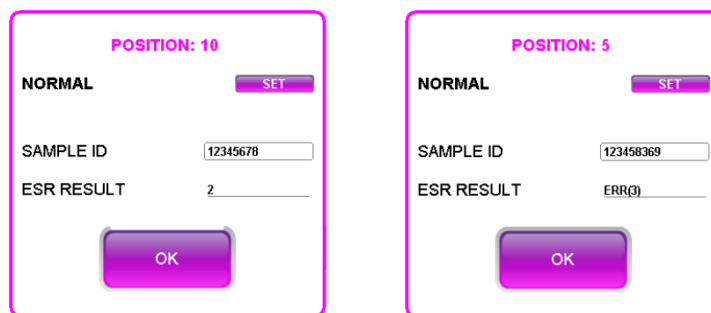 POSITION: 10
NORMAL SET
SAMPLE ID 12345678
ESR RESULT 2
OK
POSITION: 5
NORMAL SET
SAMPLE ID 123458369
ESR RESULT ERR(3)
OK